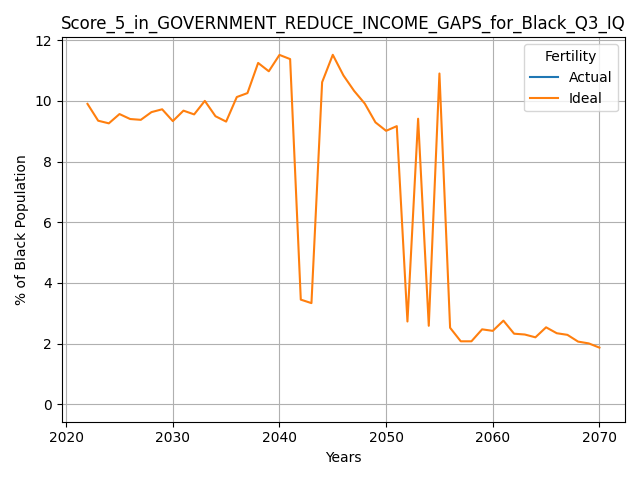 Score_5_in_GOVERNMENT_REDUCE_INCOME_GAPS_for_Black_Q3_IQ
12
10
8
6
4
2
0
% of Black Population
Fertility
Actual
Ideal
2020 2030 2040 2050 2060 2070
Years